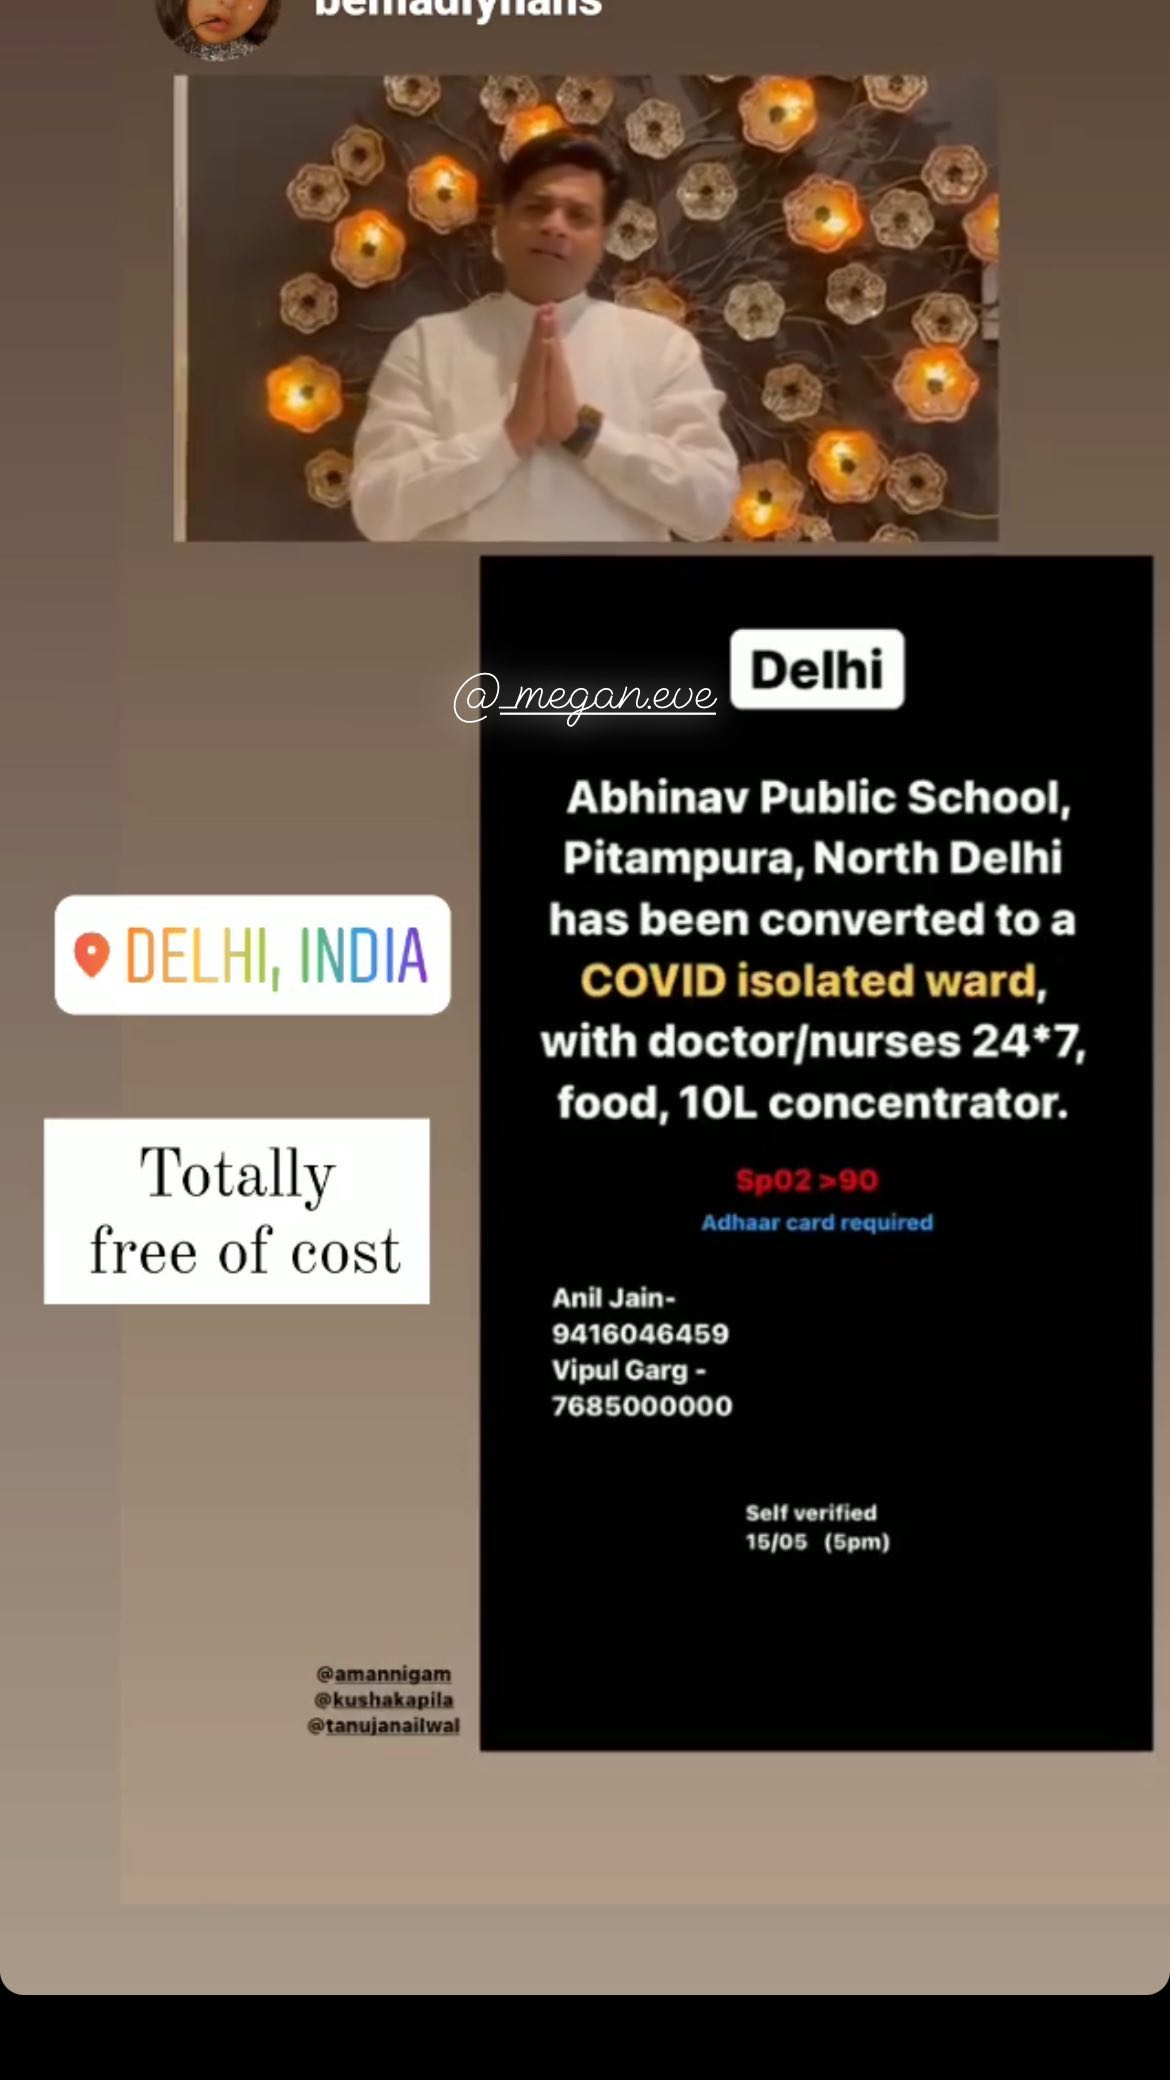 Delhi
@_megan.eve
Abhinav Public School,
Pitampura, North Delhi
has been converted to a
COVID isolated ward,
with doctor/nurses 24*7,
food, 10L concentrator.
DELHI, INDIA
Totally
free of cost
Sp02 >90
Adhaar card required
Anil Jain-
9416046459
Vipul Garg -
7685000000
Self verified
15/05 (5pm)
@amannigam
@kushakapila
@tanujanailwal